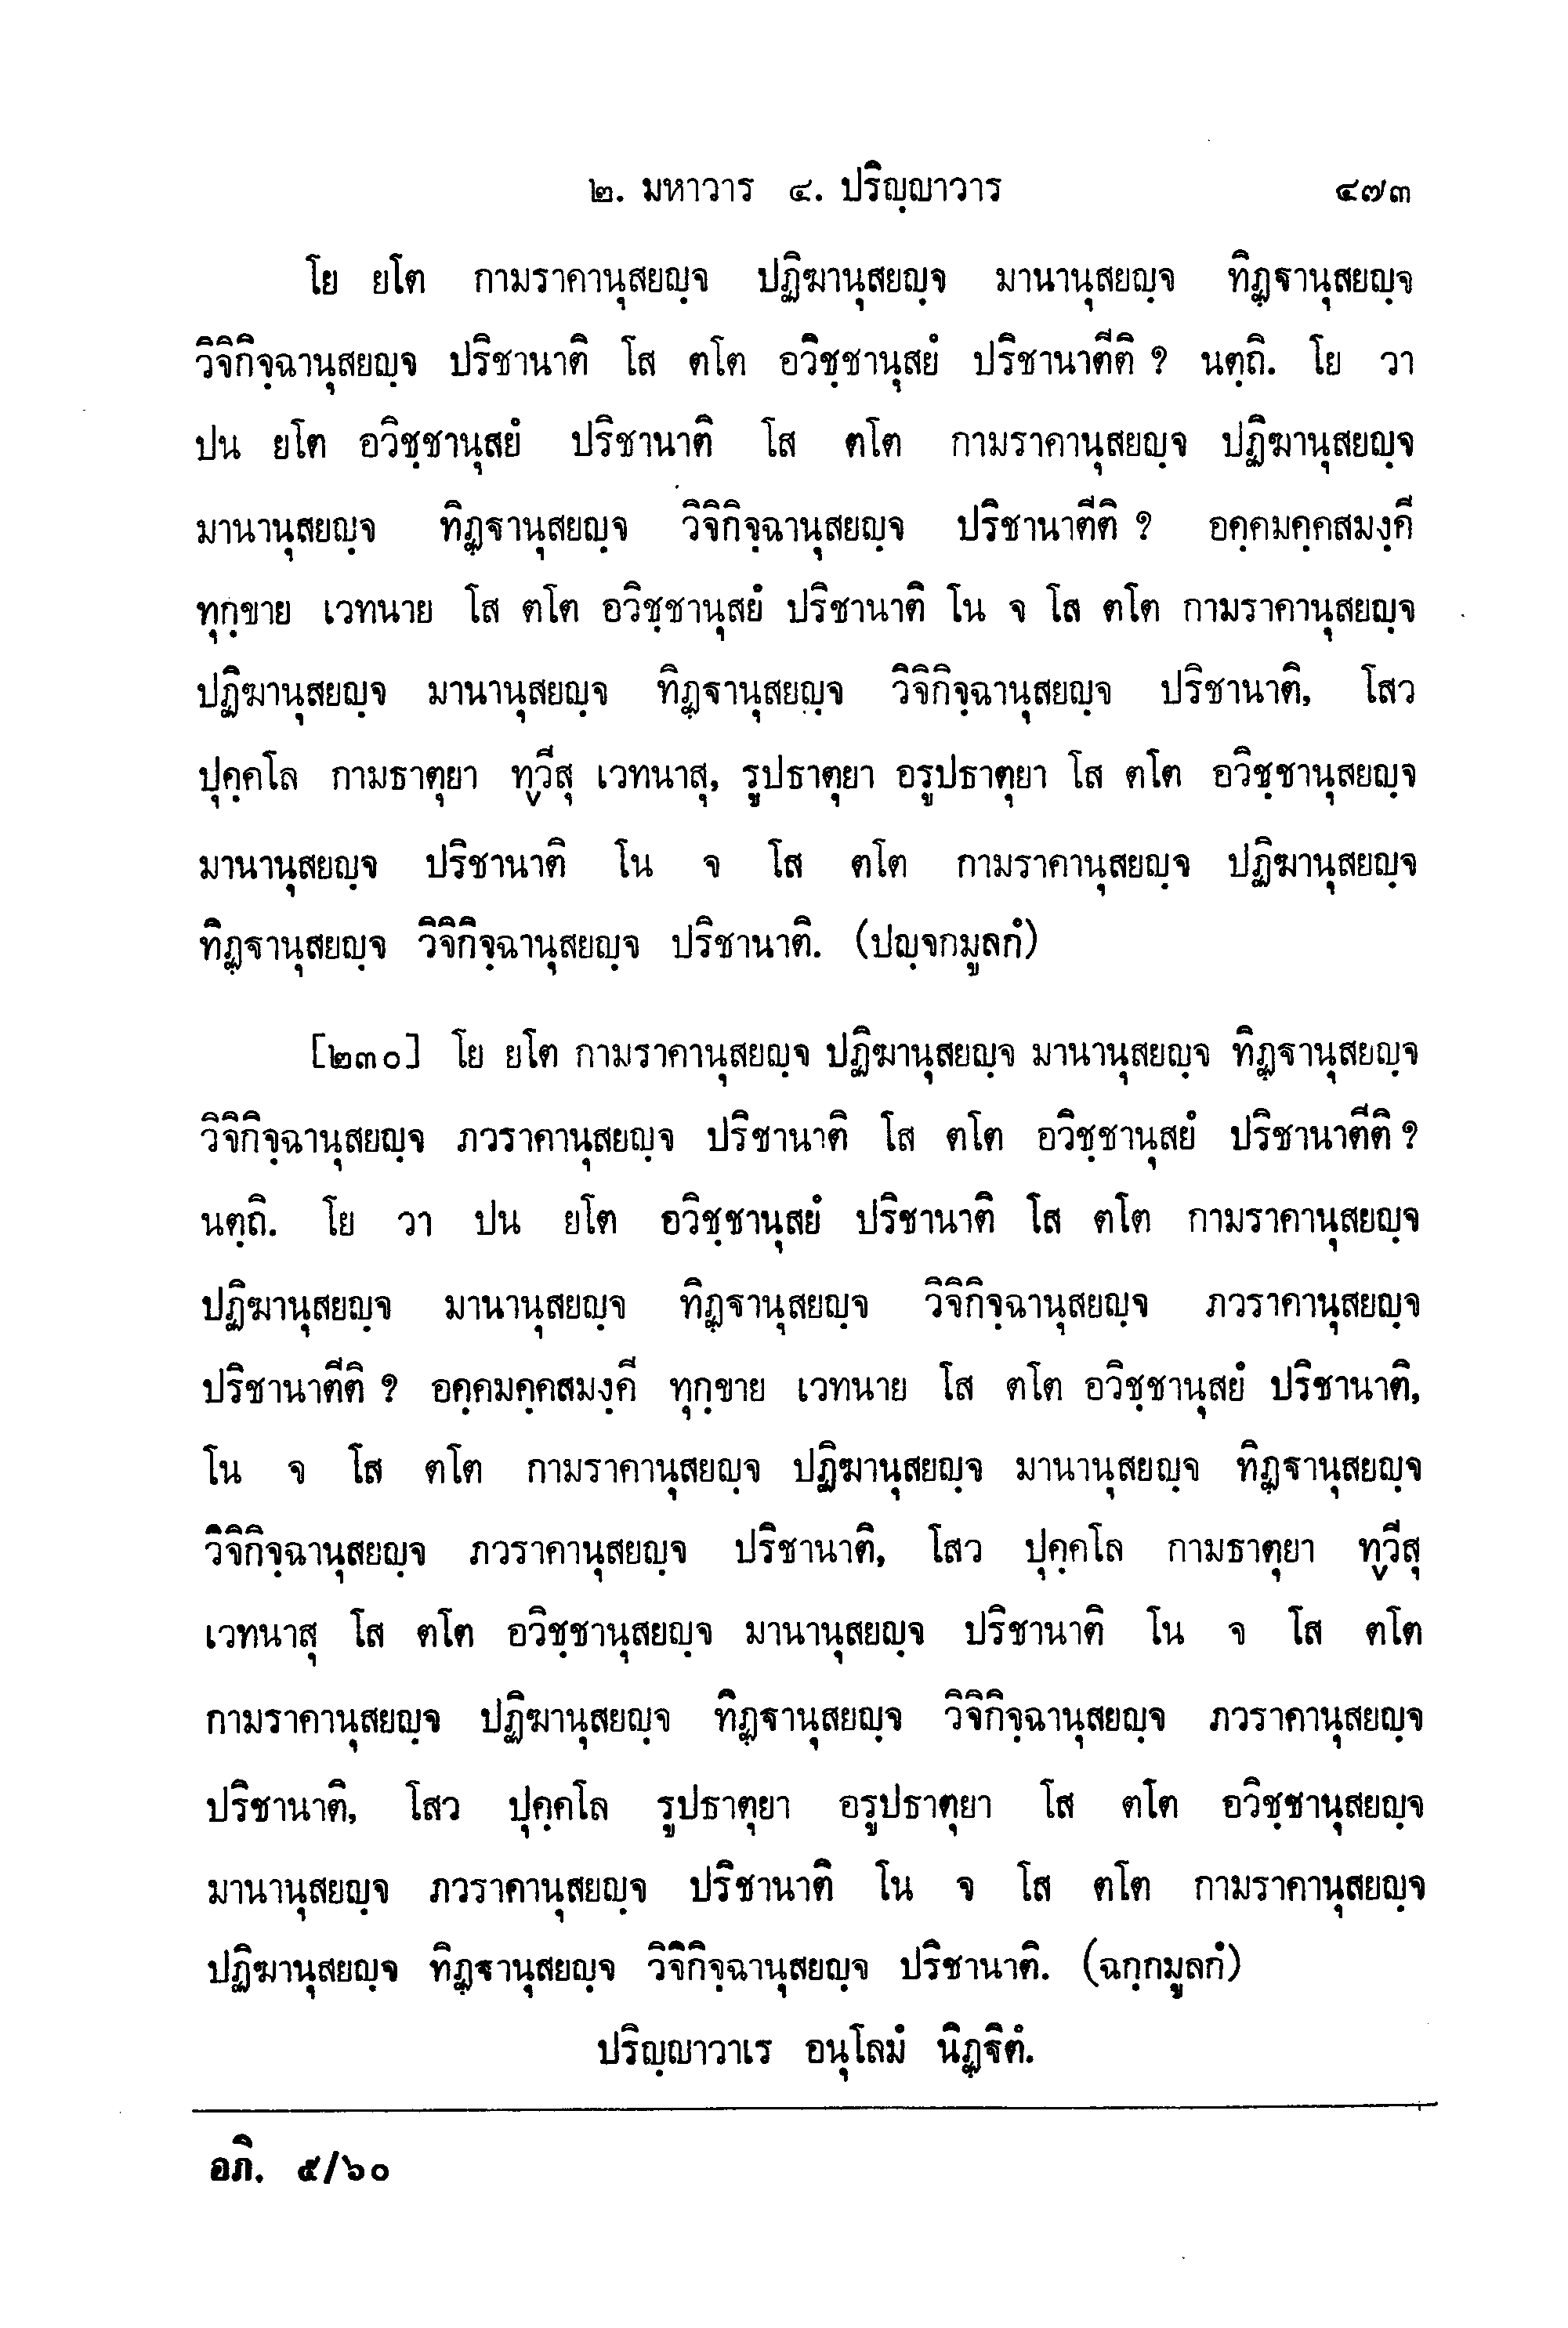 ๒. มหาวาร ๔. ปริญฺญาวาร ๔๗๓
โย ยโต กามราคานุสยญฺจ ปฏิฆานุสยญฺจ มานานุสยญฺจ ทิฏฺฐานุสยญฺจ
วิจิกิจฺฉานุสยญฺจ ปริชานาติ โส ตโต อวิชฺชานุสยํ ปริชานาตีติ ? นตฺถิ. โย วา
ปน ยโต อวิชฺชานุสยํ ปริชานาติ โส ตโต กามราคานุสยญฺจ ปฏิฆานุสยญฺจ
มานานุสยญฺจ ทิฏฺฐานุสยญฺจ วิจิกิจฺฉานุสยญฺจ ปริชานาตีติ ? อคฺคมคฺคสมงฺคี
ทุกฺขาย เวทนาย โส ตโต อวิชฺชานุสยํ ปริชานาติ โน จ โส ตโต กามราคานุสยญฺจ
ปฏิฆานุสยญฺจ มานานุสยญฺจ ทิฏฺฐานุสยญฺจ วิจิกิจฺฉานุสยญฺจ ปริชานาติ, โสว
ปุคฺคโล กามธาตุยา ทฺวีสุ เวทนาสุ, รูปธาตุยา อรูปธาตุยา โส ตโต อวิชฺชานุสยญฺจ
มานานุสยญฺจ ปริชานาติ โน จ โส ตโต กามราคานุสยญฺจ ปฏิฆานุสยญฺจ
ทิฏฺฐานุสยญฺจ วิจิกิจฺฉานุสยญฺจ ปริชานาติ. (ปญฺจกมูลกํ)
[๒๓๐] โย ยโต กามราคานุสยญฺจ ปฏิฆานุสยญฺจ มานานุสยญฺจ ทิฏฺฐานุสยญฺจ
วิจิกิจฺฉานุสยญฺจ ภวราคานุสยญฺจ ปริชานาติ โส ตโต อวิชฺชานุสยํ ปริชานาตีติ ?
นตฺถิ. โย วา ปน ยโต อวิชฺชานุสยํ ปริชานาติ โส ตโต กามราคานุสยญฺจ
ปฏิฆานุสยญฺจ มานานุสยญฺจ ทิฏฺฐานุสยญฺจ วิจิกิจฺฉานุสยญฺจ ภวราคานุสยญฺจ
ปริชานาตีติ ? อคฺคมคฺคสมงฺคี ทุกฺขาย เวทนาย โส ตโต อวิชฺชานุสยํ ปริชานาติ,
โน จ โส ตโต กามราคานุสยญฺจ ปฏิฆานุสยญฺจ มานานุสยญฺจ ทิฏฺฐานุสยญฺจ
วิจิกิจฺฉานุสยญฺจ ภวราคานุสยญฺจ ปริชานาติ, โสว ปุคฺคโล กามธาตุยา ทฺวีสุ
เวทนาสุ โส ตโต อวิชฺชานุสยญฺจ มานานุสยญฺจ ปริชานาติ โน จ โส ตโต
กามราคานุสยญฺจ ปฏิฆานุสยญฺจ ทิฏฺฐานุสยญฺจ วิจิกิจฺฉานุสยญฺจ ภวราคานุสยญฺจ
ปริชานาติ, โสว ปุคฺคโล รูปธาตุยา อรูปธาตุยา โส ตโต อวิชฺชานุสยญฺจ
มานานุสยญฺจ ภวราคานุสยญฺจ ปริชานาติ โน จ โส ตโต กามราคานุสยญฺจ
ปฏิฆานุสยญฺจ ทิฏฺฐานุสยญฺจ วิจิกิจฺฉานุสยญฺจ ปริชานาติ. (ฉกฺกมูลกํ)
ปริญฺญาวาเร อนุโลมํ นิฏฺฐิตํ.
อภิ. ๕/๖๐